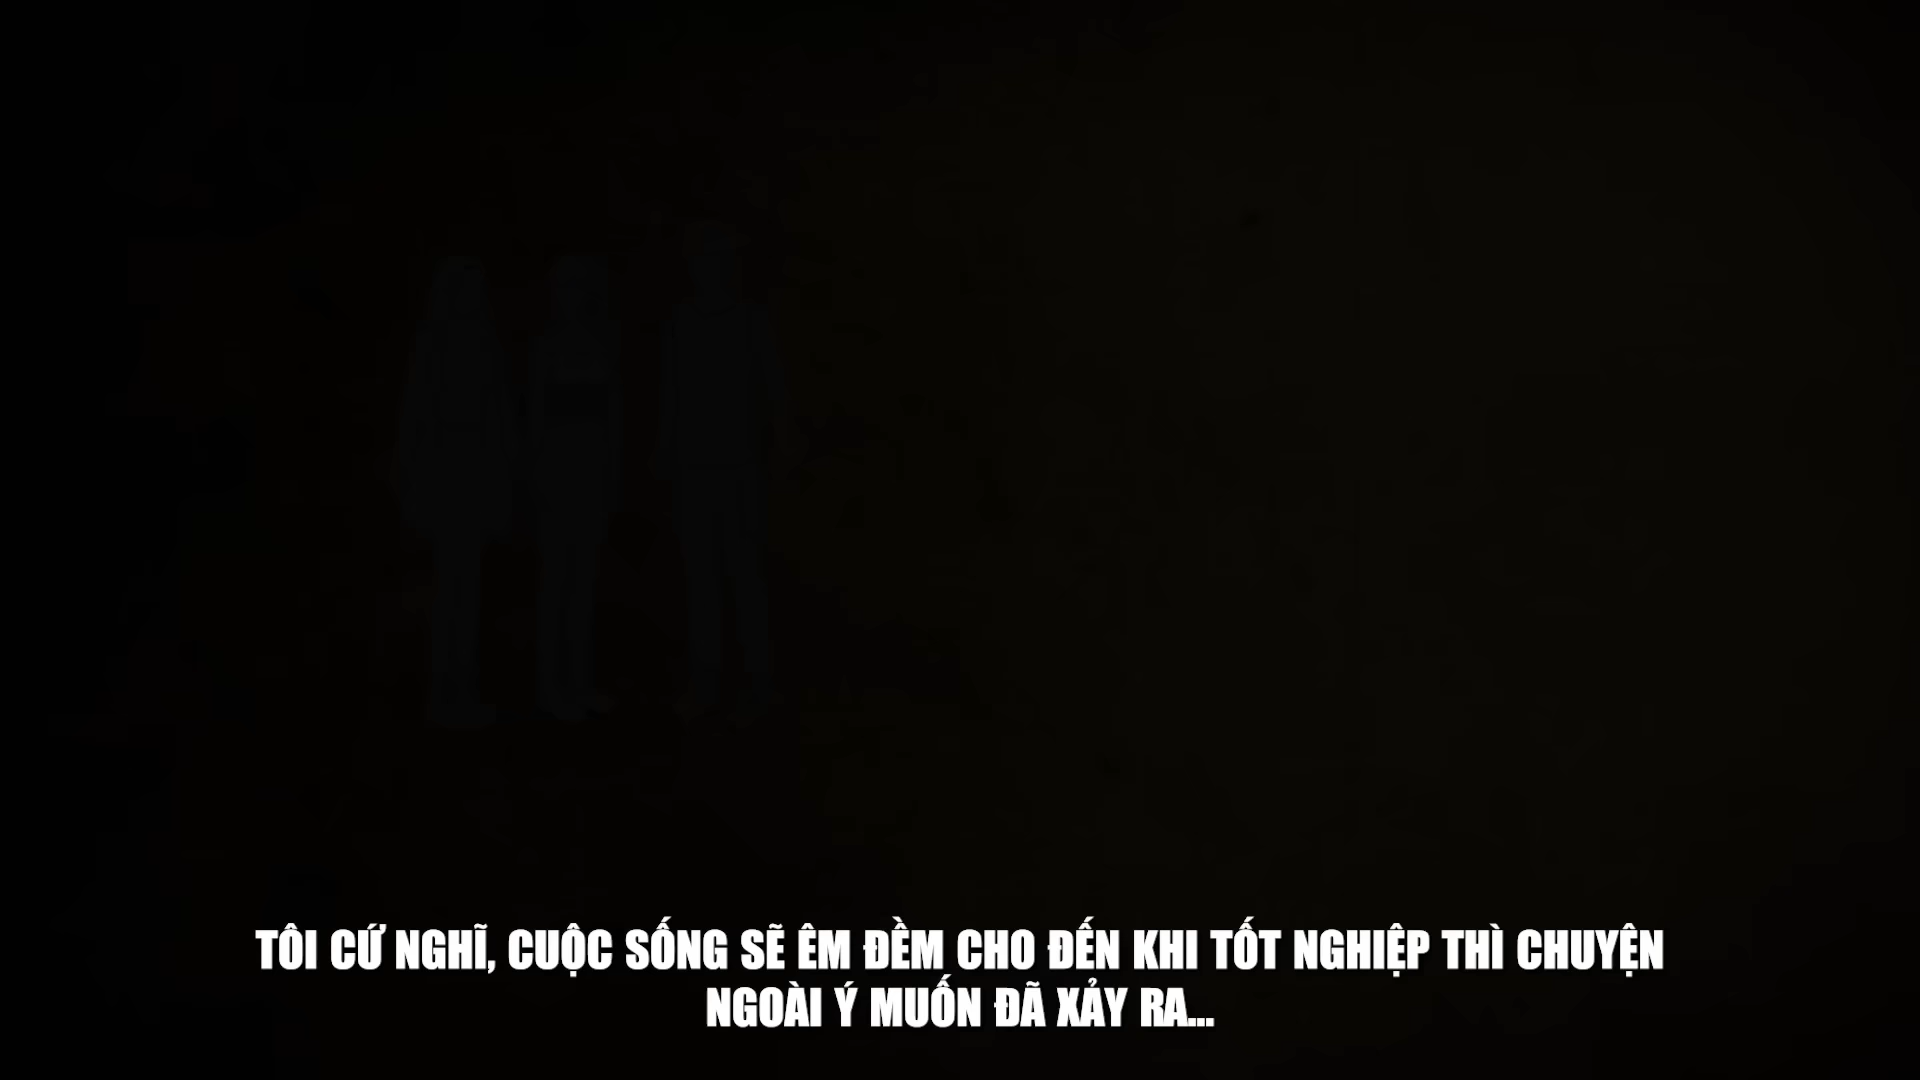 TÔI CỨ NGHĨ, CUỘC SỐNG SẼ ÊM ĐỀM CHO ĐẾN KHI TỐT NGHIỆP THÌ CHUYỆN
NGOÀI Ý MUỐN ĐÃ XẢY RA...